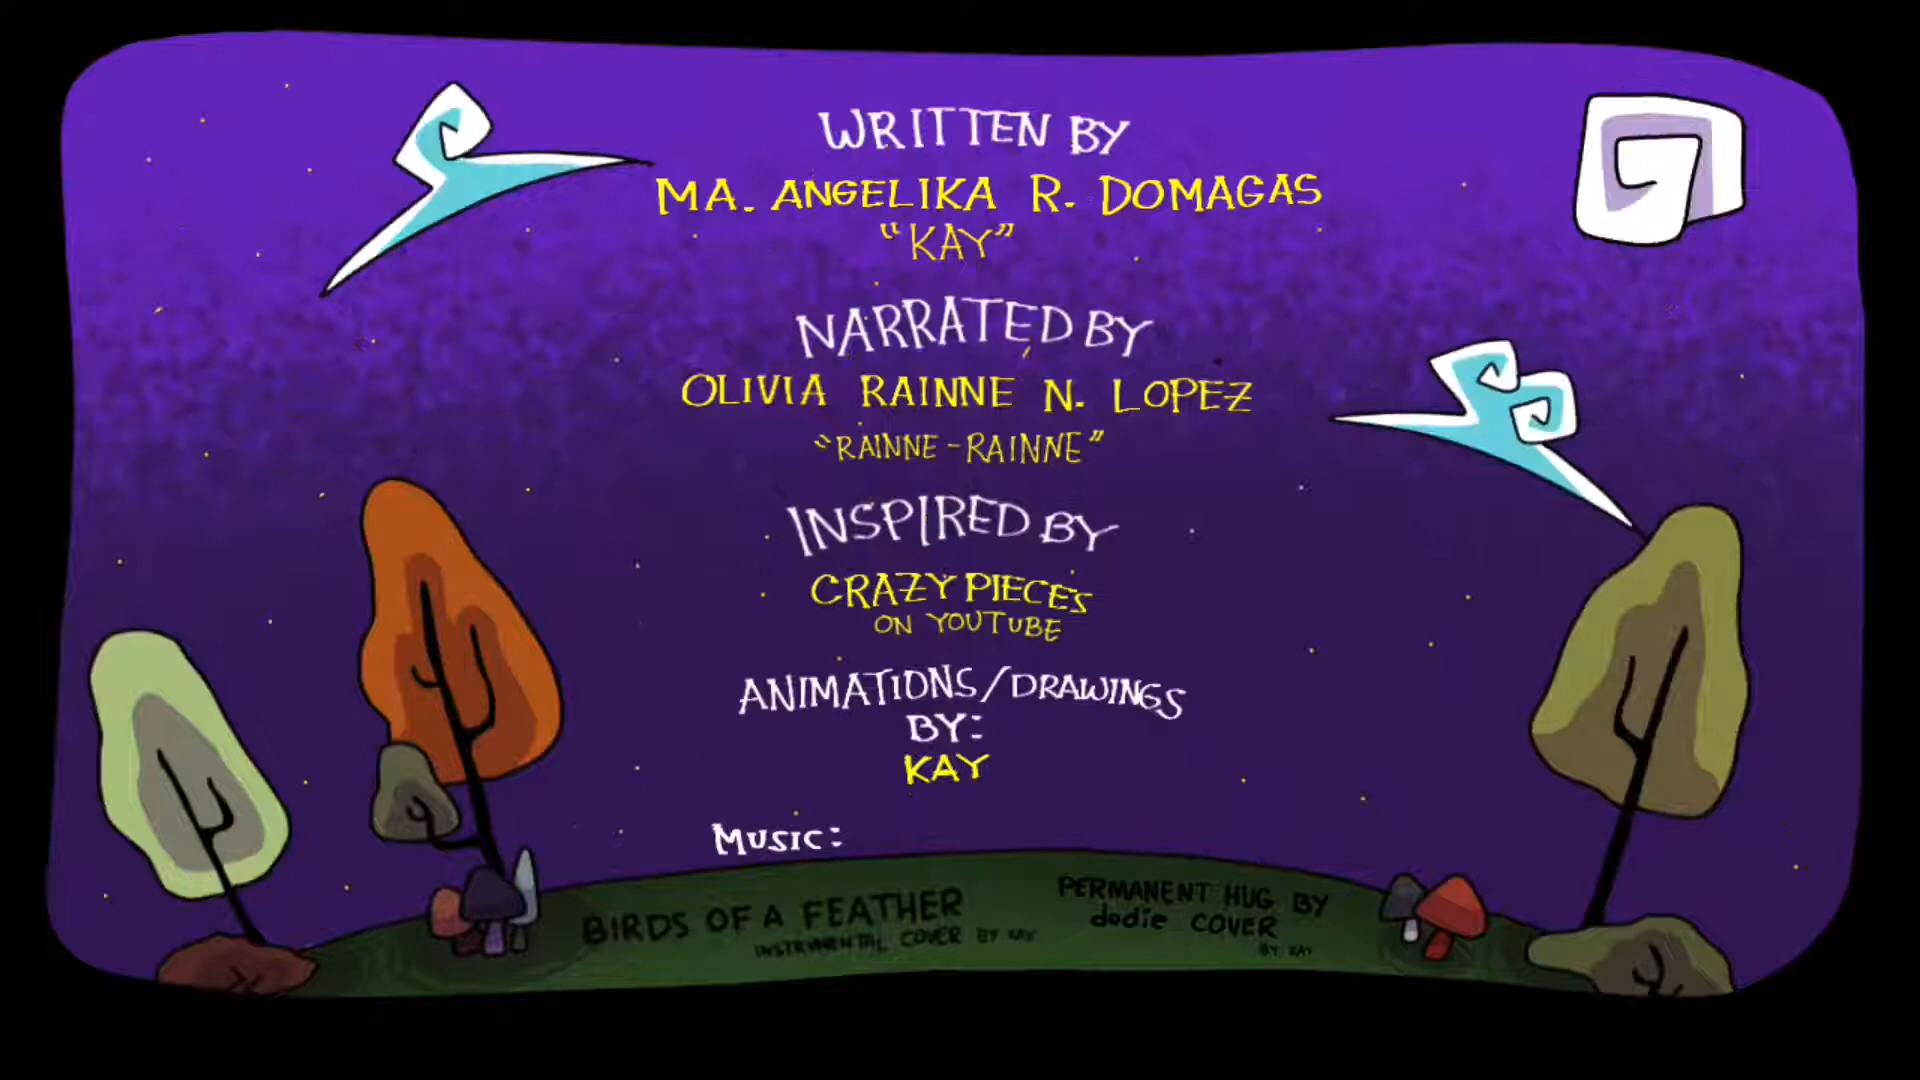 WRITTEN BY
MA. ANGELIKA R. DOMAGAS
"KAY"
NARRATED BY
OLIVIA RAINNE N. LOPEZ
"RAINNE-RAINNE"
INSPIRED BY
CRAZY PIECES
ON YOUTUBE
ANIMATIONS/DRAWINGS
BY:
KAY
MUSIC:
BIRDS OF A FEATHER
INSTRUMENTAL COVER BY KAY
PERMANENT HUG BY
dodie COVER
BY KAY